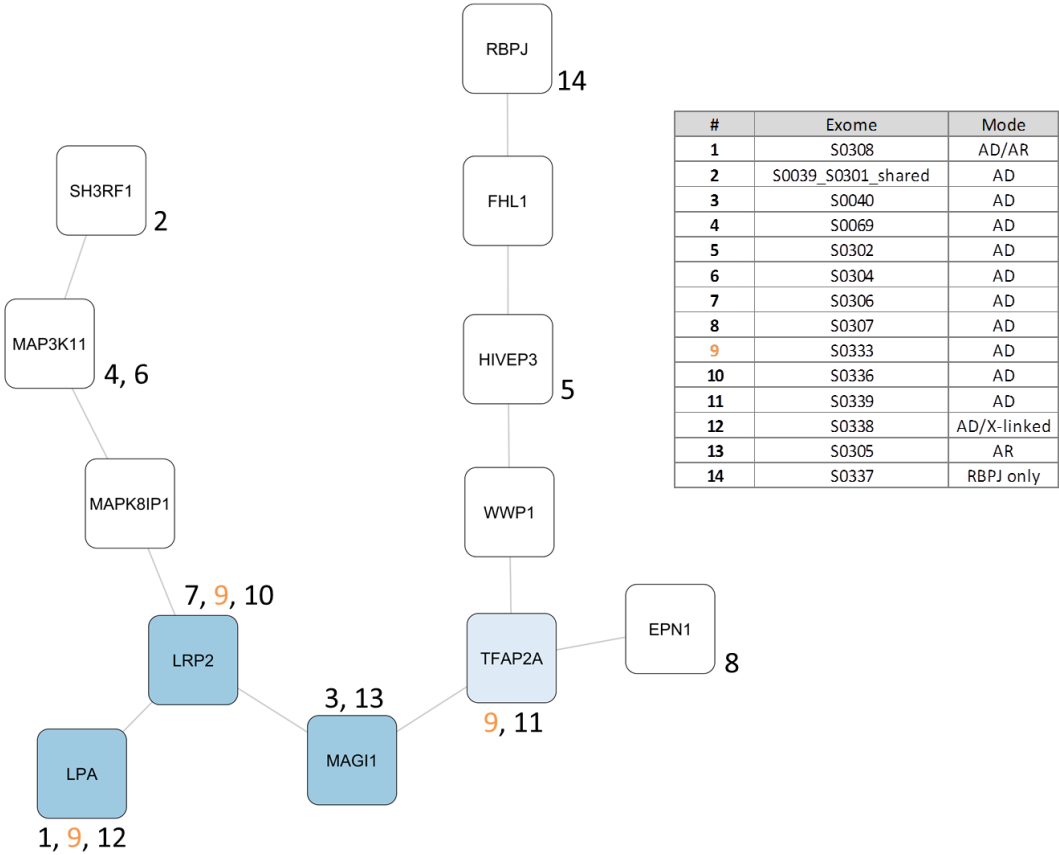 RBPJ
14
SH3RF1
2
FHL1
MAP3K11
4, 6
HIVEP3
5
MAPK8IP1
WWP1
7, 9, 10
LRP2
TFAP2A
9, 11
EPN1
8
3, 13
MAGI1
LPA
1, 9, 12
# Exome Mode
1 S0308 AD/AR
2 S0039_S0301_shared AD
3 S0040 AD
4 S0069 AD
5 S0302 AD
6 S0304 AD
7 S0306 AD
8 S0307 AD
9 S0333 AD
10 S0336 AD
11 S0339 AD
12 S0338 AD/X-linked
13 S0305 AR
14 S0337 RBPJ only